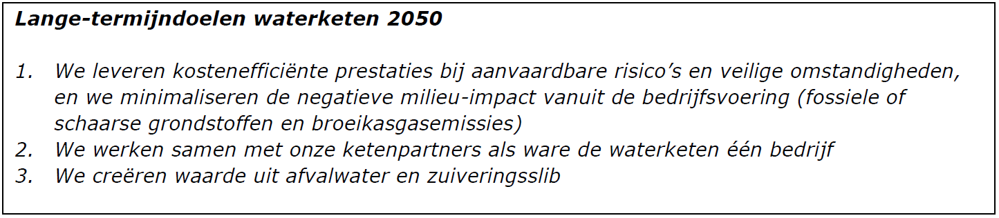 Lange-termijndoelen waterketen 2050
1. We leveren kostenefficiënte prestaties bij aanvaardbare risico’s en veilige omstandigheden,
en we minimaliseren de negatieve milieu-impact vanuit de bedrijfsvoering (fossiele of
schaarse grondstoffen en broeikasgasemissies)
2. We werken samen met onze ketenpartners als ware de waterketen één bedrijf
3. We creëren waarde uit afvalwater en zuiveringsslib